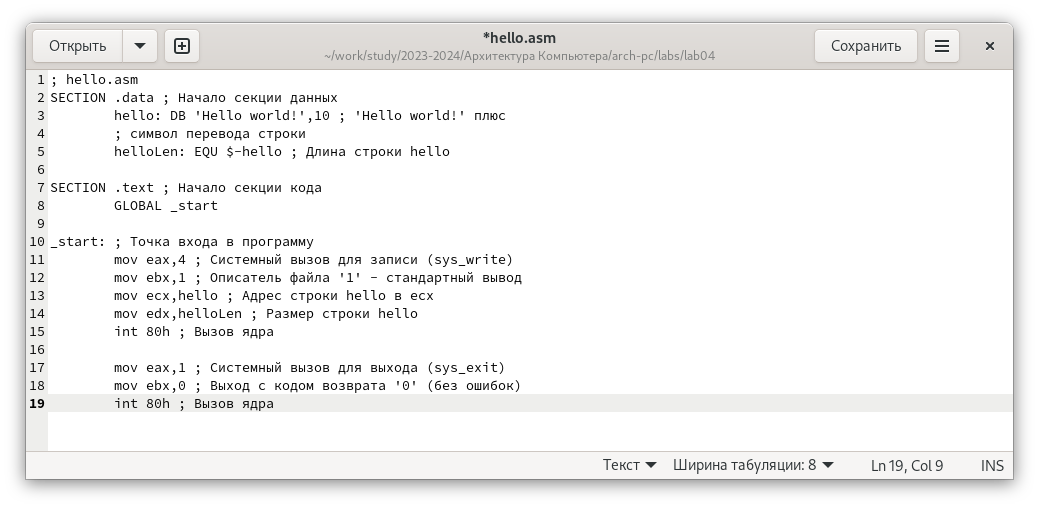 Открыть
*hello.asm
~/work/study/2023-2024/Архитектура Компьютера/arch-pc/labs/lab04
Сохранить
1 ; hello.asm
2 SECTION .data ; Начало секции данных
3         hello: DB 'Hello world!',10 ; 'Hello world!' плюс
4         ; символ перевода строки
5         helloLen: EQU $-hello ; Длина строки hello
6
7 SECTION .text ; Начало секции кода
8         GLOBAL _start
9
10 _start: ; Точка входа в программу
11         mov eax,4 ; Системный вызов для записи (sys_write)
12         mov ebx,1 ; Описатель файла '1' - стандартный вывод
13         mov ecx,hello ; Адрес строки hello в ecx
14         mov edx,helloLen ; Размер строки hello
15         int 80h ; Вызов ядра
16
17         mov eax,1 ; Системный вызов для выхода (sys_exit)
18         mov ebx,0 ; Выход с кодом возврата '0' (без ошибок)
19         int 80h ; Вызов ядра
Текст Ширина табуляции: 8 Ln 19, Col 9 INS